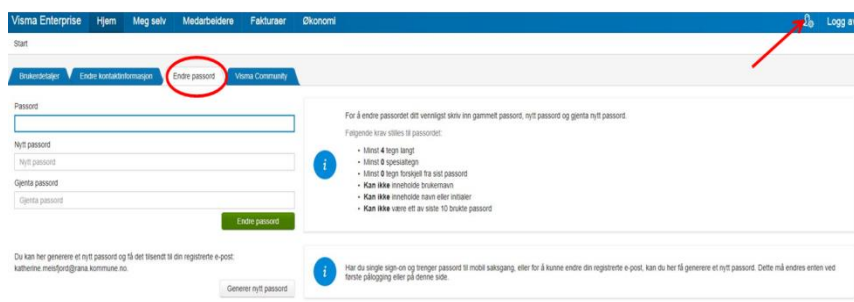 Visma Enterprise Hjem Meg selv Medarbeidere Fakturaer Økonomi Logg av
Start
Brukerdetaljer Endre kontaktinformasjon Endre passord Visma Community
Passord
Nytt passord
Nytt passord
Gjenta passord
Gjenta passord
Endre passord
For å endre passordet ditt vennligst skriv inn gammelt passord, nytt passord og gjenta nytt passord.
Følgende krav stilles til passordet:
• Minst 4 tegn langt
• Minst 0 spesialtegn
• Minst 0 tegn forskjell fra sist passord
• Kan ikke inneholde brukernavn
• Kan ikke inneholde navn eller initialer
• Kan ikke være ett av siste 10 brukte passord
Du kan her generere et nytt passord og få det tilsendt til din registrerte e-post:
katherine.meisfjord@rana.kommune.no.
Generer nytt passord
Har du single sign-on og trenger passord til mobil saksgang, eller for å kunne endre din registrerte e-post, kan du her få generere et nytt passord. Dette må endres enten ved
første pålogging eller på denne side.